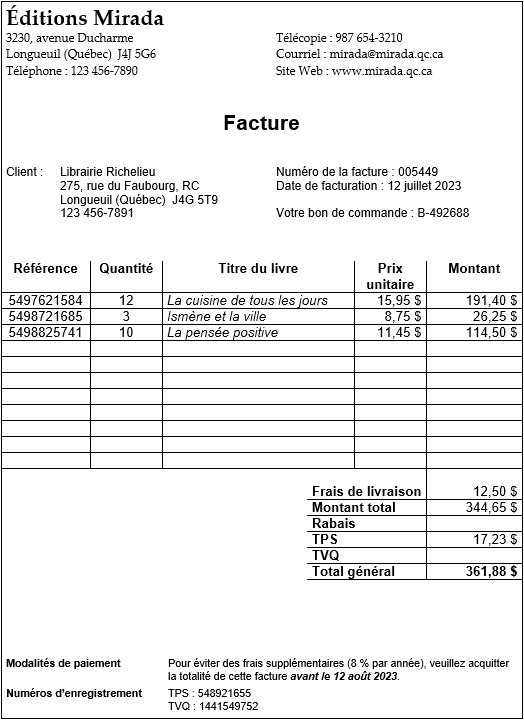 Éditions Mirada
3230, avenue Ducharme
Longueuil (Québec) J4J 5G6
Téléphone : 123 456-7890
Télécopie : 987 654-3210
Courriel : mirada@mirada.qc.ca
Site Web : www.mirada.qc.ca
Facture
Client : Librairie Richelieu
275, rue du Faubourg, RC
Longueuil (Québec) J4G 5T9
123 456-7891
Numéro de la facture : 005449
Date de facturation : 12 juillet 2023
Votre bon de commande : B-492688
Référence Quantité Titre du livre Prix unitaire Montant
5497621584 12 La cuisine de tous les jours 15,95 $ 191,40 $
5498721685 3 Ismène et la ville 8,75 $ 26,25 $
5498825741 10 La pensée positive 11,45 $ 114,50 $
Frais de livraison 12,50 $
Montant total 344,65 $
Rabais
TPS 17,23 $
TVQ
Total général 361,88 $
Modalités de paiement Pour éviter des frais supplémentaires (8 % par année), veuillez acquitter
la totalité de cette facture avant le 12 août 2023.
Numéros d'enregistrement TPS : 548921655
TVQ : 1441549752